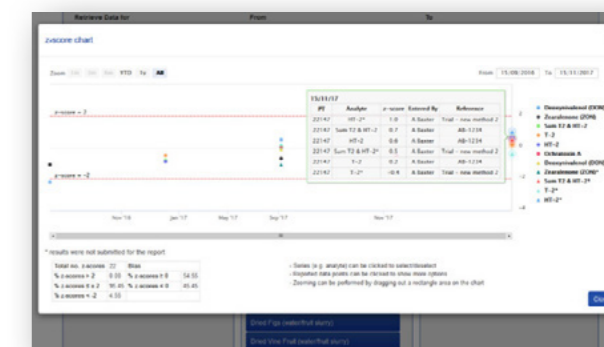 Retrieve Data for From To
z-score chart
Zoom YTD 1y All From 15/08/2016 To 15/11/2017
15/11/17
PT Analyte z-score Entered By Reference
22147 HT-2* 1.0 A Baxter Trial - new method 2
22147 Sum T2 & HT-2 0.7 A Baxter AB-1234
22147 HT-2 0.6 A Baxter AB-1234
22147 Sum T2 & HT-2* 0.5 A Baxter Trial - new method 2
22147 T-2 0.2 A Baxter AB-1234
22147 T-2* -0.4 A Baxter Trial - new method 2
z-score = 2
z-score = -2
2
0
-2
-4
Deoxynivalenol (DON)
Zearalenone (ZON)
Sum T2 & HT-2
T-2
HT-2
Ochratoxin A
Deoxynivalenol (DON)*
Zearalenone (ZON)*
Sum T2 & HT-2*
T-2*
HT-2*
Nov '16 Jan '17 May '17 Sep '17 Nov '17
* results were not submitted for the report
Total no. z-scores 22 Bias
% z-scores > 2 0.00 % z-scores ≥ 0 54.55
% z-scores ≤ ± 2 95.45 % z-scores < 0 45.45
% z-scores < -2 4.55
- Series (e.g. analyte) can be clicked to select/deselect
- Reported data points can be clicked to show more options
- Zooming can be performed by dragging out a rectangle area on the chart
Dried Figs (water/fruit slurry)
Dried Vine Fruit (water/fruit slurry)